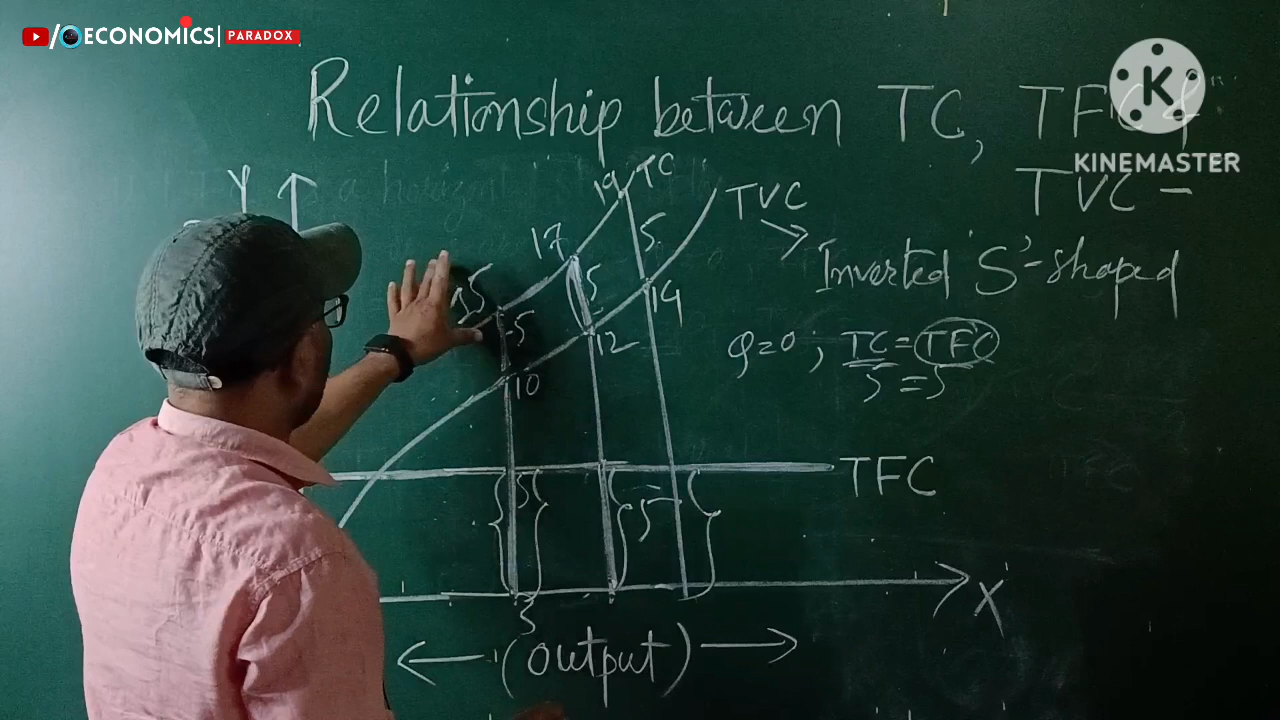 /ECONOMICS| PARADOX
Relationship between TC, TFC &
KINEMASTER
TVC -
Y
19 TC
TVC
17
5
Inverted 'S'-shaped
15
5
14
5
12
Q=0 ; TC = TFC
5 = 5
10
TFC
5
5
X
3
(Output)